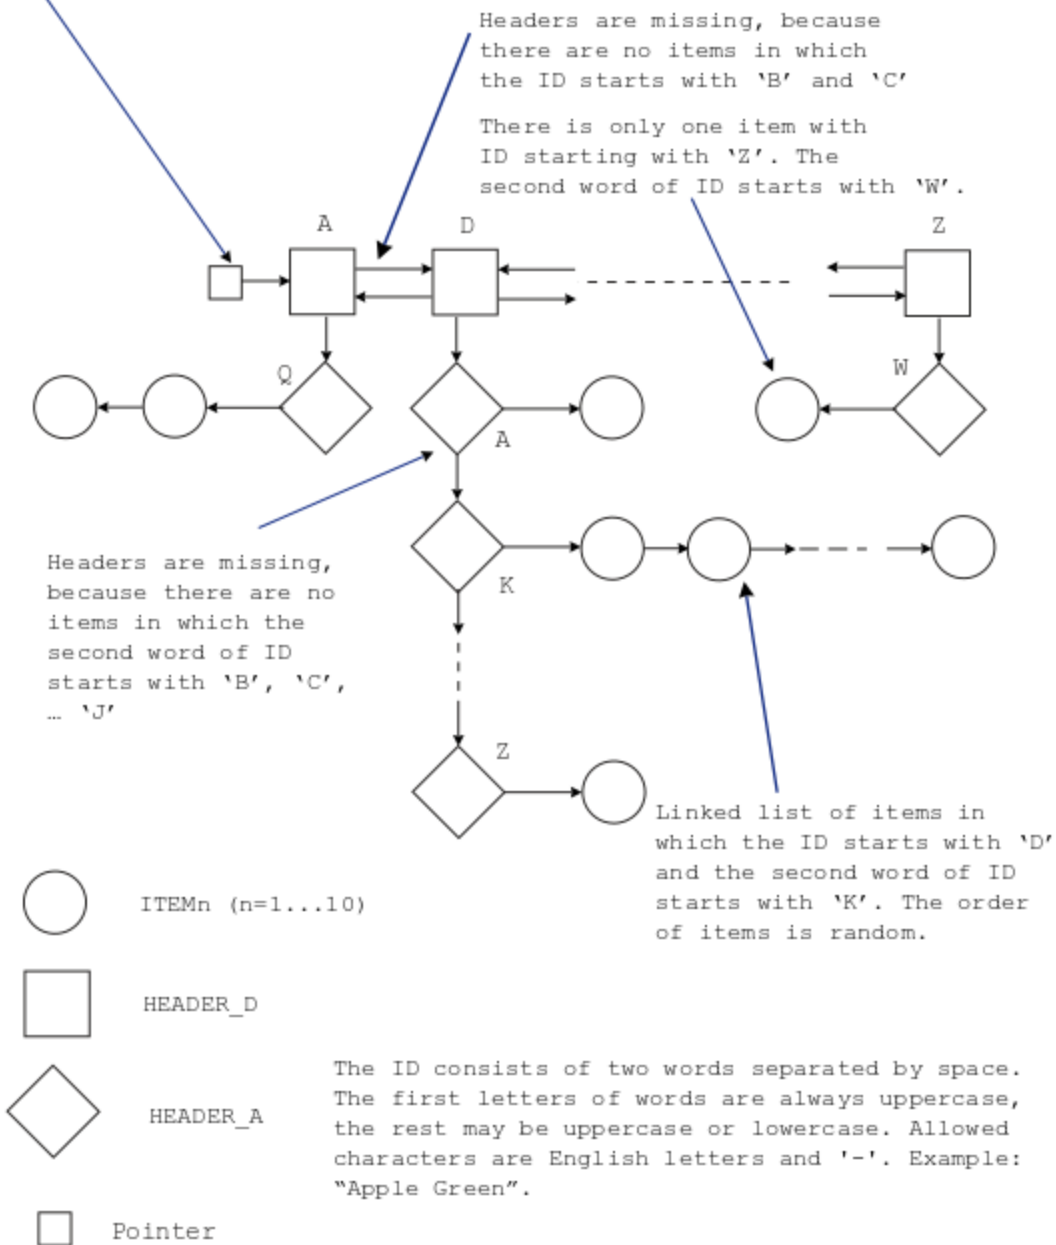 Headers are missing, because
there are no items in which
the ID starts with ‘B’ and ‘C’
There is only one item with
ID starting with ‘Z’. The
second word of ID starts with ‘W’.
A
D
Z
Q
A
W
K
Headers are missing,
because there are no
items in which the
second word of ID
starts with ‘B’, ‘C’,
… ‘J’
Z
Linked list of items in
which the ID starts with ‘D’
and the second word of ID
starts with ‘K’. The order
of items is random.
ITEMn (n=1...10)
HEADER_D
HEADER_A
The ID consists of two words separated by space.
The first letters of words are always uppercase,
the rest may be uppercase or lowercase. Allowed
characters are English letters and '-'. Example:
“Apple Green”.
Pointer